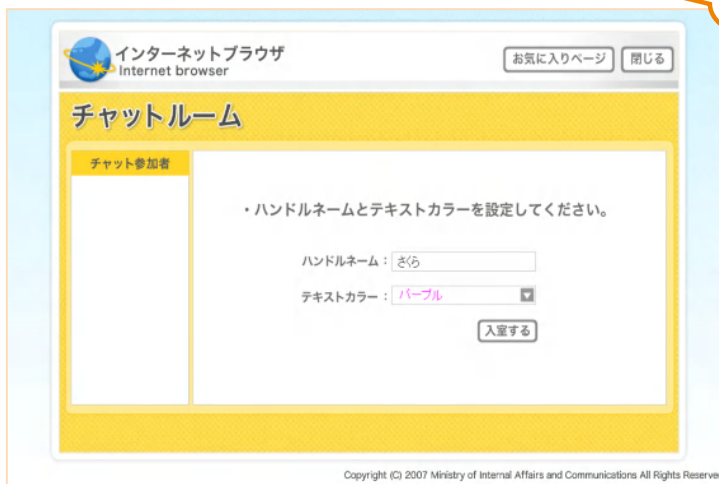 インターネットブラウザ
Internet browser
お気に入りページ
閉じる
チャットルーム
チャット参加者
・ハンドルネームとテキストカラーを設定してください。
ハンドルネーム：さくら
テキストカラー：パープル
入室する
Copyright (C) 2007 Ministry of Internal Affairs and Communications All Rights Reserve